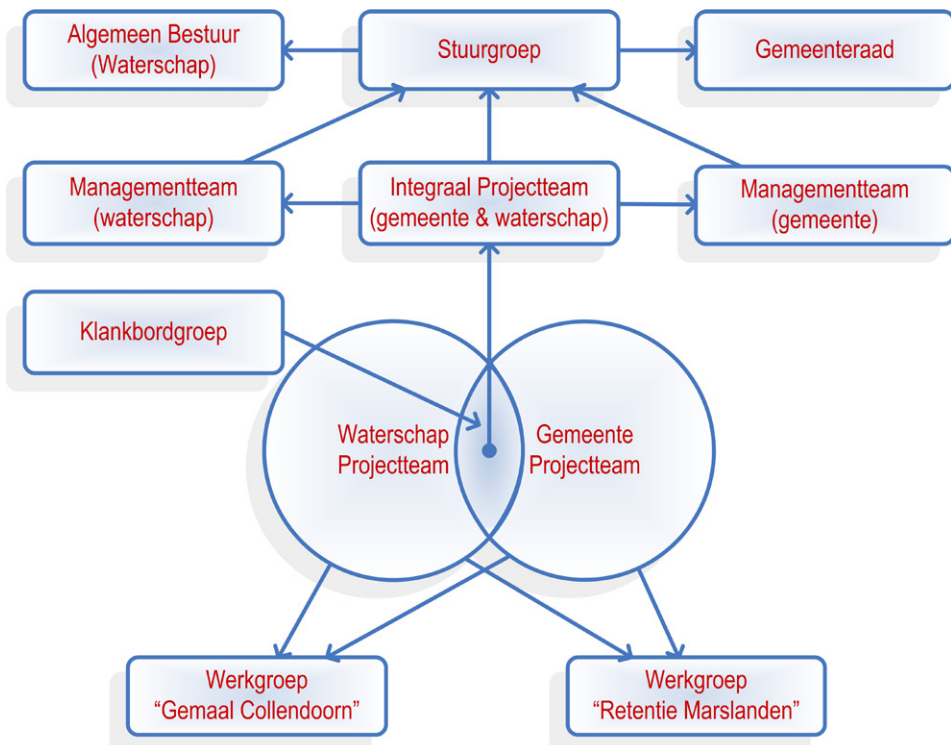 Algemeen Bestuur
(Waterschap)
Stuurgroep
Gemeenteraad
Managementteam
(waterschap)
Integraal Projectteam
(gemeente & waterschap)
Managementteam
(gemeente)
Klankbordgroep
Waterschap
Projectteam
Gemeente
Projectteam
Werkgroep
“Gemaal Collendoorn”
Werkgroep
“Retentie Marslanden”